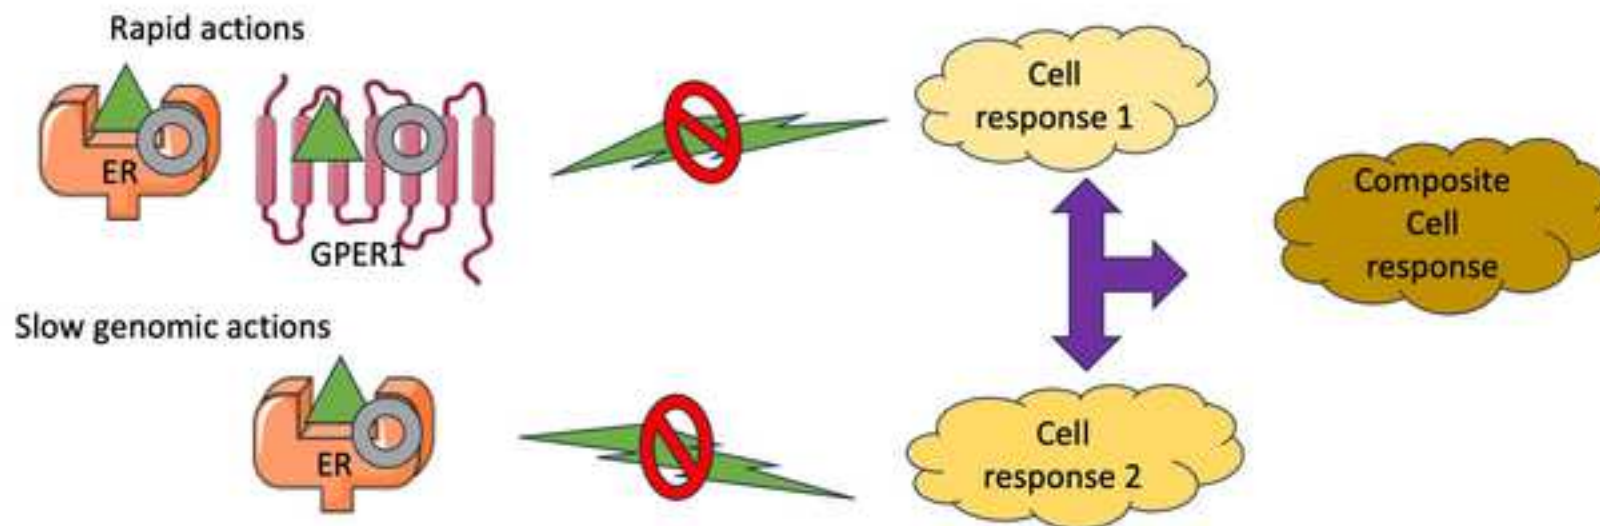 Rapid actions
ER
GPER1
Cell
response 1
Composite
Cell
response
Slow genomic actions
ER
Cell
response 2